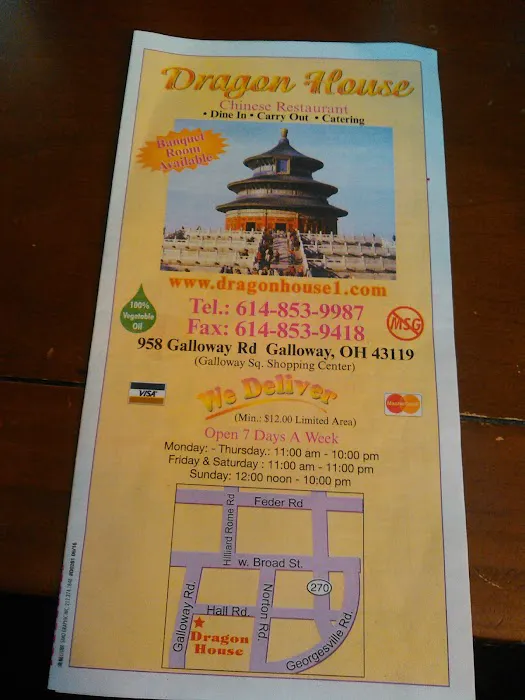 Dragon House
Chinese Restaurant
• Dine In • Carry Out • Catering
Banquet
Room
Available
www.dragonhouse1.com
100%
Vegetable
Oil
Tel.: 614-853-9987
Fax: 614-853-9418
MSG
958 Galloway Rd Galloway, OH 43119
(Galloway Sq. Shopping Center)
VISA
We Deliver
MasterCard
(Min.: $12.00 Limited Area)
Open 7 Days A Week
Monday: - Thursday.: 11:00 am - 10:00 pm
Friday & Saturday : 11:00 am - 11:00 pm
Sunday: 12:00 noon - 10:00 pm
Feder Rd
Hilliard Rome Rd
w. Broad St.
270
Galloway Rd.
Hall Rd.
Norton Rd.
Georgesville Rd.
Dragon
House